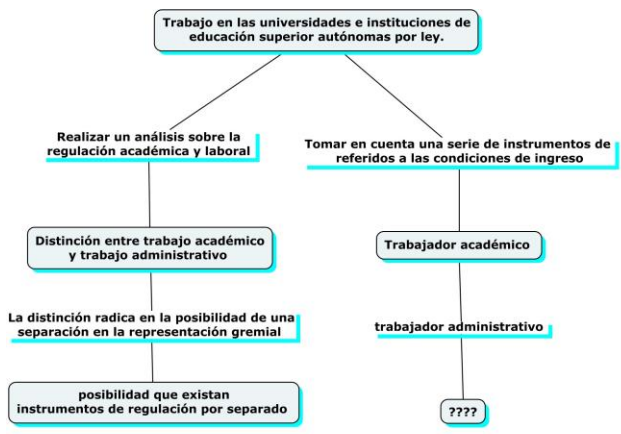 Trabajo en las universidades e instituciones de
educación superior autónomas por ley.
Realizar un análisis sobre la
regulación académica y laboral
Tomar en cuenta una serie de instrumentos de
referidos a las condiciones de ingreso
Distinción entre trabajo académico
y trabajo administrativo
Trabajador académico
La distinción radica en la posibilidad de una
separación en la representación gremial
trabajador administrativo
posibilidad que existan
instrumentos de regulación por separado
????